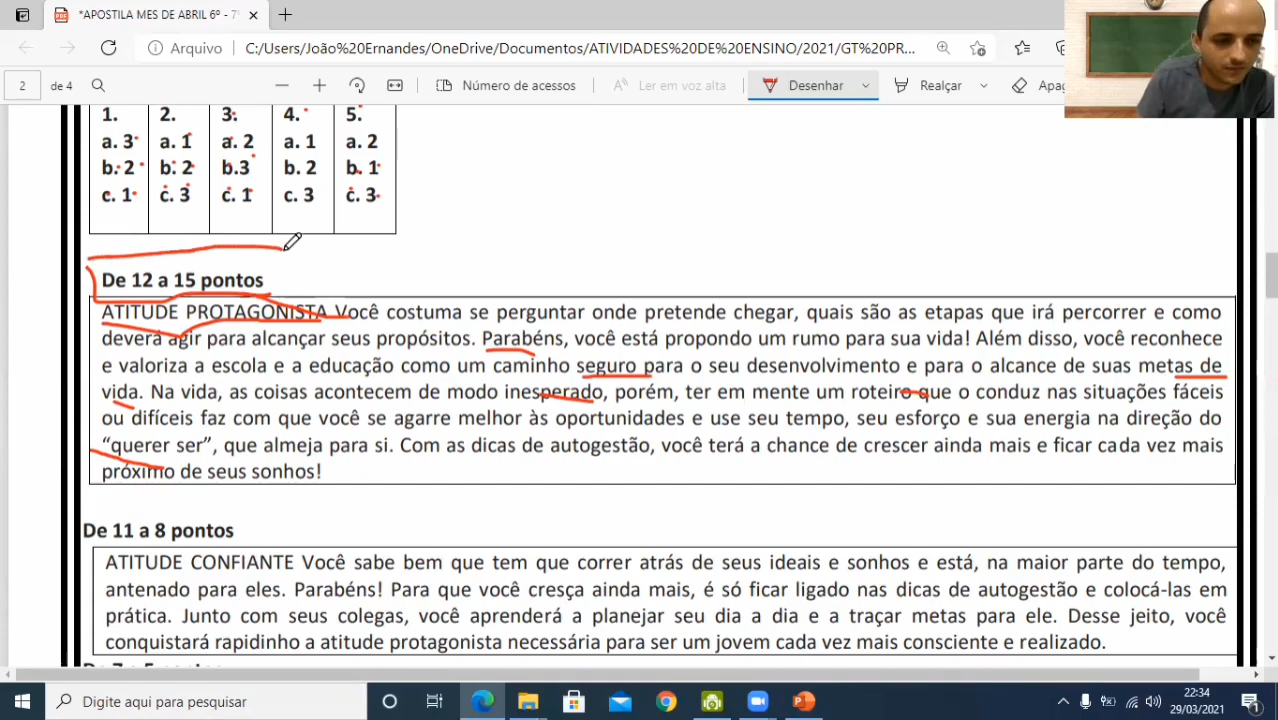 *APOSTILA MES DE ABRIL 6º - 7
Arquivo C:/Users/João%20Ernandes/OneDrive/Documentos/ATIVIDADES%20DE%20ENSINO/2021/GT%20PR...
2 de 4 Número de acessos Ler em voz alta Desenhar Realçar Apag
1. 2. 3. 4. 5.
a. 3 a. 1 a. 2 a. 1 a. 2
b. 2 b. 2 b.3 b. 2 b. 1
c. 1 c. 3 c. 1 c. 3 c. 3
De 12 a 15 pontos
ATITUDE PROTAGONISTA Você costuma se perguntar onde pretende chegar, quais são as etapas que irá percorrer e como
deverá agir para alcançar seus propósitos. Parabéns, você está propondo um rumo para sua vida! Além disso, você reconhece
e valoriza a escola e a educação como um caminho seguro para o seu desenvolvimento e para o alcance de suas metas de
vida. Na vida, as coisas acontecem de modo inesperado, porém, ter em mente um roteiro que o conduz nas situações fáceis
ou difíceis faz com que você se agarre melhor às oportunidades e use seu tempo, seu esforço e sua energia na direção do
“querer ser”, que almeja para si. Com as dicas de autogestão, você terá a chance de crescer ainda mais e ficar cada vez mais
próximo de seus sonhos!
De 11 a 8 pontos
ATITUDE CONFIANTE Você sabe bem que tem que correr atrás de seus ideais e sonhos e está, na maior parte do tempo,
antenado para eles. Parabéns! Para que você cresça ainda mais, é só ficar ligado nas dicas de autogestão e colocá-las em
prática. Junto com seus colegas, você aprenderá a planejar seu dia a dia e a traçar metas para ele. Desse jeito, você
conquistará rapidinho a atitude protagonista necessária para ser um jovem cada vez mais consciente e realizado.
Digite aqui para pesquisar
22:34
29/03/2021